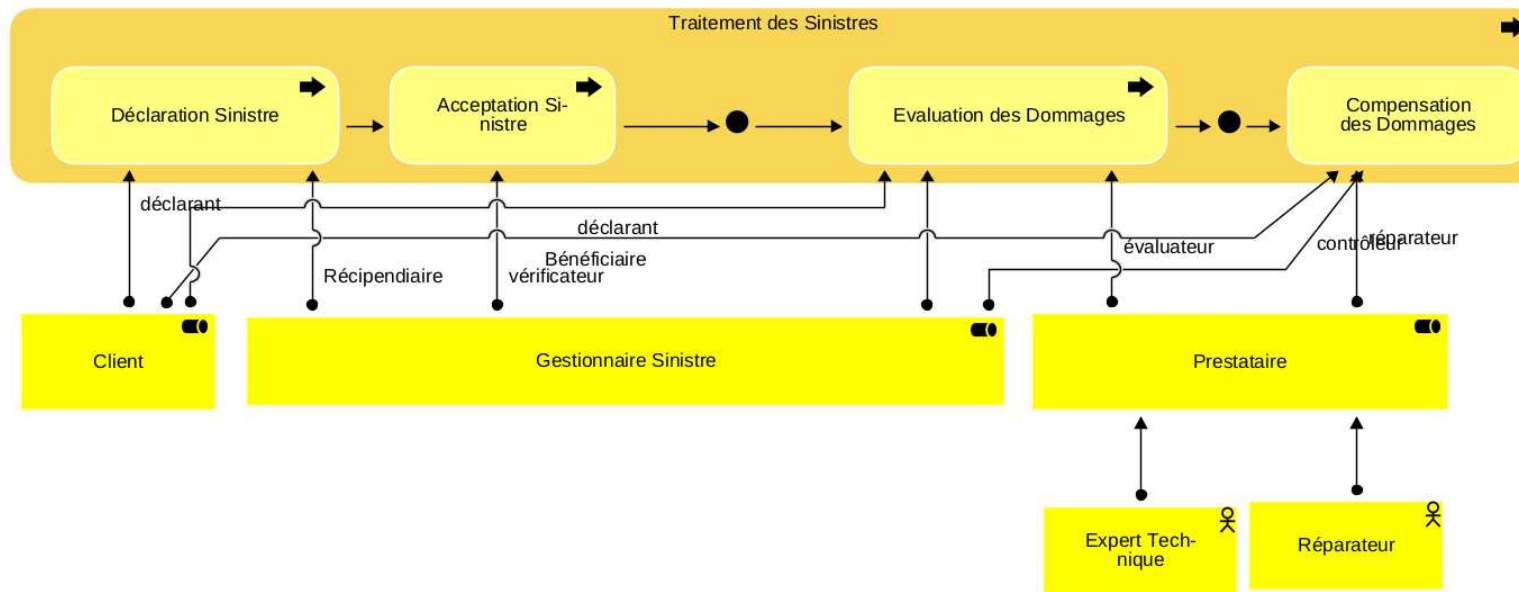 Traitement des Sinistres
Déclaration Sinistre
Acceptation Si-
nistre
Evaluation des Dommages
Compensation
des Dommages
déclarant
déclarant
Bénéficiaire
Récipendiaire
vérificateur
évaluateur
contrôleur
réparateur
Client
Gestionnaire Sinistre
Prestataire
Expert Tech-
nique
Réparateur